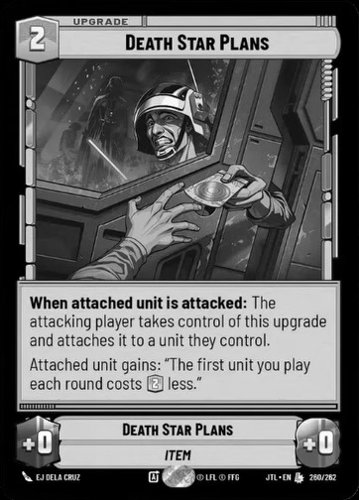 UPGRADE
2
DEATH STAR PLANS
When attached unit is attacked: The
attacking player takes control of this upgrade
and attaches it to a unit they control.
Attached unit gains: “The first unit you play
each round costs 2 less.”
+0
DEATH STAR PLANS
ITEM
+0
EJ DELA CRUZ
© LFL © FFG
JTL • EN
260/262